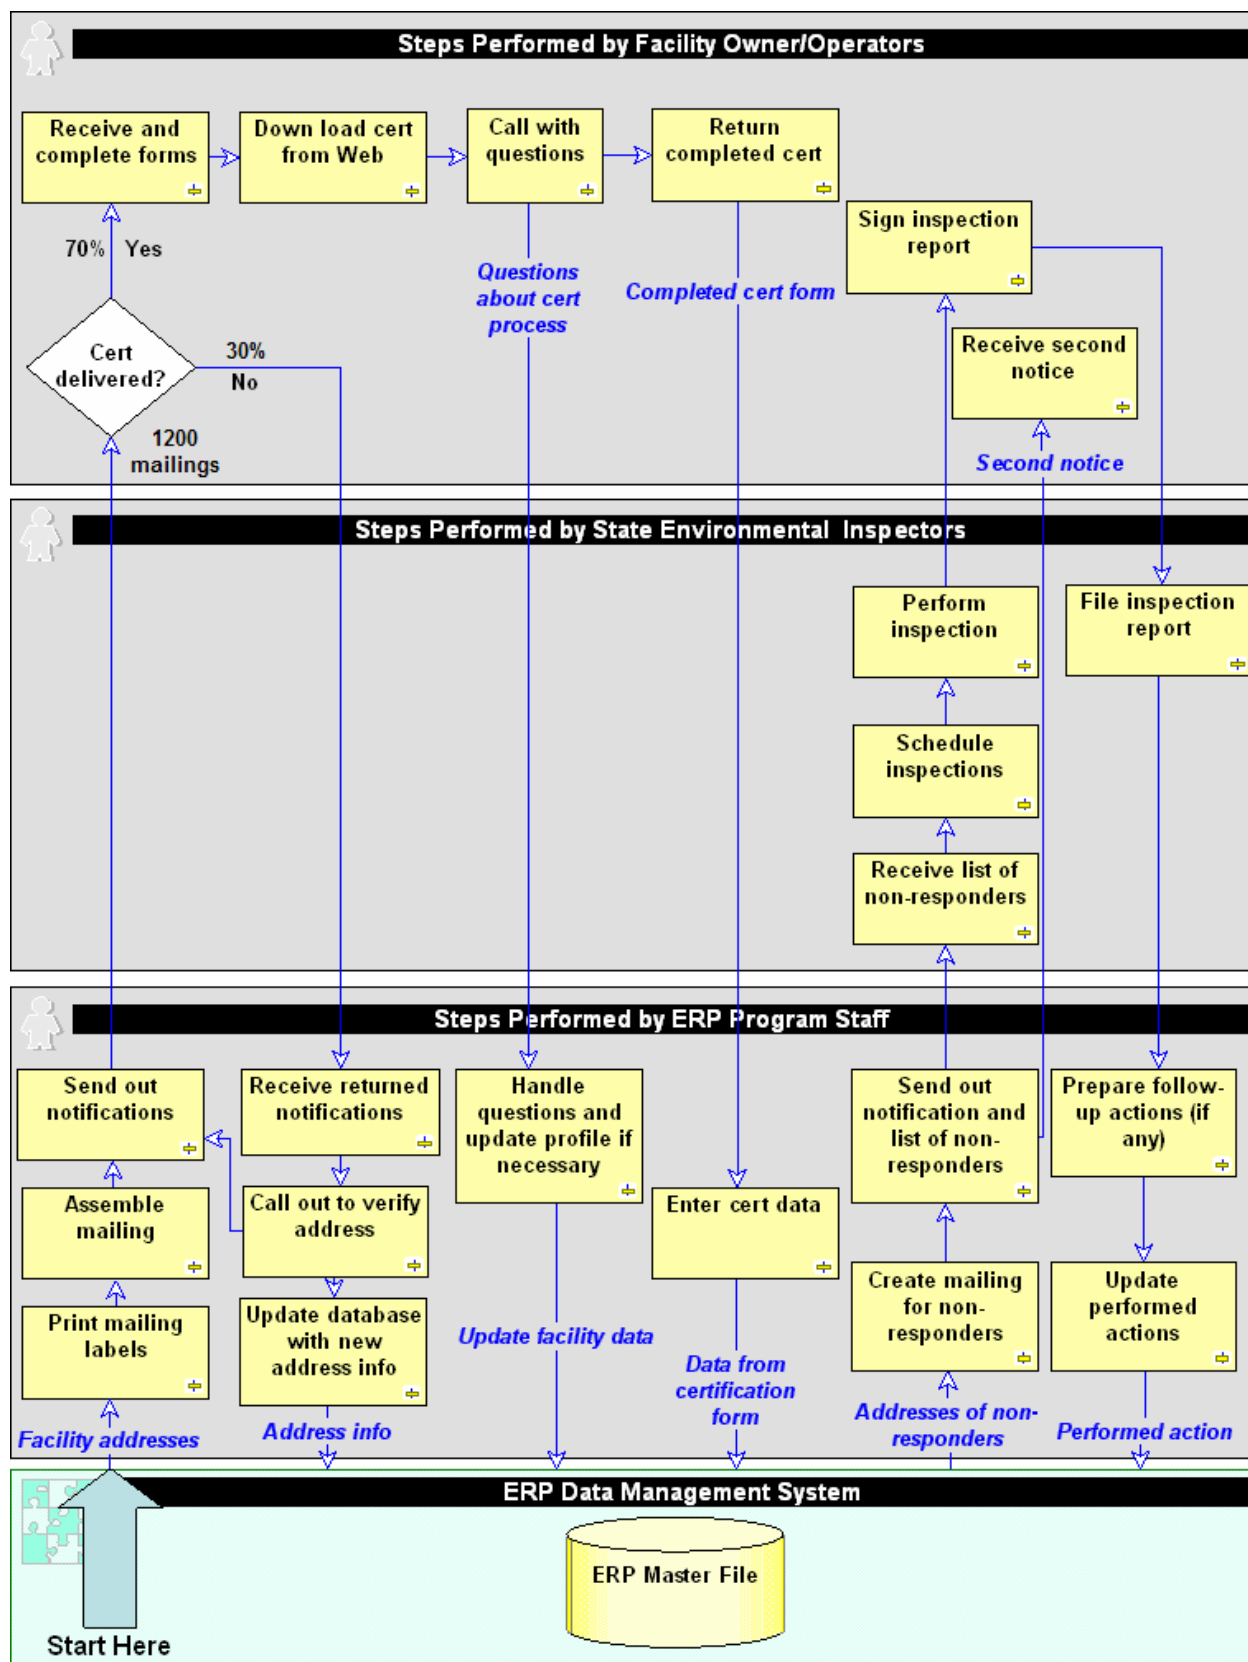 Steps Performed by Facility Owner/Operators
Receive and
complete forms
Down load cert
from Web
Call with
questions
Return
completed cert
Sign inspection
report
70% Yes
Questions
about cert
process
Completed cert form
Cert
delivered?
30%
No
Receive second
notice
1200
mailings
Second notice
Steps Performed by State Environmental Inspectors
Perform
inspection
File inspection
report
Schedule
inspections
Receive list of
non-responders
Steps Performed by ERP Program Staff
Send out
notifications
Receive returned
notifications
Handle
questions and
update profile if
necessary
Send out
notification and
list of non-
responders
Prepare follow-
up actions (if
any)
Assemble
mailing
Call out to verify
address
Enter cert data
Print mailing
labels
Update database
with new
address info
Update facility data
Create mailing
for non-
responders
Update
performed
actions
Data from
certification
form
Facility addresses
Address info
Addresses of non-
responders
Performed action
ERP Data Management System
ERP Master File
Start Here